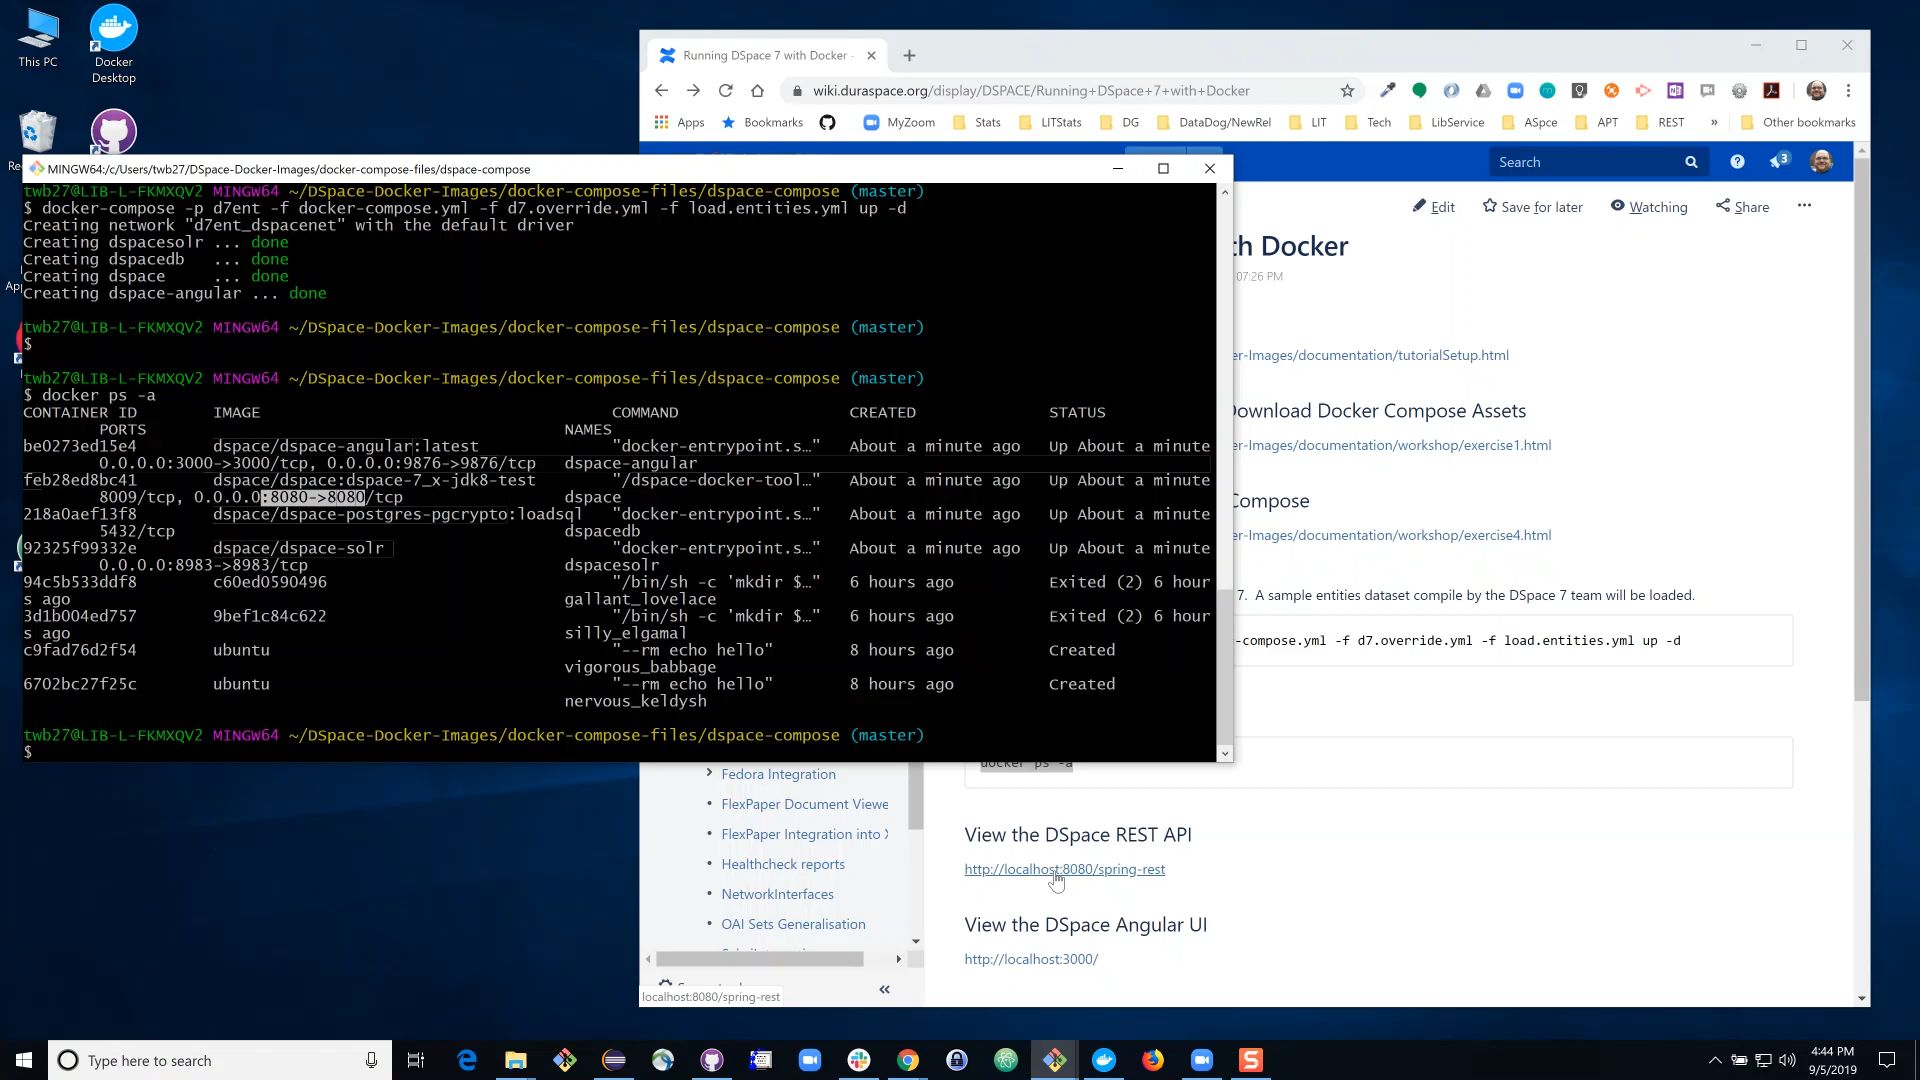 This PC
Docker
Desktop
Running DSpace 7 with Docker -
wiki.duraspace.org/display/DSPACE/Running+DSpace+7+with+Docker
Apps
Bookmarks
MyZoom
Stats
LITStats
DG
DataDog/NewRel
LIT
Tech
LibService
ASpce
APT
REST
»
Other bookmarks
Search
3
Edit
Save for later
Watching
Share
MINGW64:/c/Users/twb27/DSpace-Docker-Images/docker-compose-files/dspace-compose
twb27@LIB-L-FKMXQV2 MINGW64 ~/DSpace-Docker-Images/docker-compose-files/dspace-compose (master)
$ docker-compose -p d7ent -f docker-compose.yml -f d7.override.yml -f load.entities.yml up -d
Creating network "d7ent_dspacenet" with the default driver
Creating dspacesolr ... done
Creating dspacedb   ... done
Creating dspace     ... done
Creating dspace-angular ... done
twb27@LIB-L-FKMXQV2 MINGW64 ~/DSpace-Docker-Images/docker-compose-files/dspace-compose (master)
$
twb27@LIB-L-FKMXQV2 MINGW64 ~/DSpace-Docker-Images/docker-compose-files/dspace-compose (master)
$ docker ps -a
CONTAINER ID        IMAGE                                     COMMAND                  CREATED              STATUS
PORTS                                            NAMES
be0273ed15e4        dspace/dspace-angular:latest              "docker-entrypoint.s…"   About a minute ago   Up About a minute
0.0.0.0:3000->3000/tcp, 0.0.0.0:9876->9876/tcp   dspace-angular
feb28ed8bc41        dspace/dspace:dspace-7_x-jdk8-test        "/dspace-docker-tool…"   About a minute ago   Up About a minute
8009/tcp, 0.0.0.0:8080->8080/tcp                 dspace
218a0aef13f8        dspace/dspace-postgres-pgcrypto:loadsql   "docker-entrypoint.s…"   About a minute ago   Up About a minute
5432/tcp                                         dspacedb
92325f99332e        dspace/dspace-solr                        "docker-entrypoint.s…"   About a minute ago   Up About a minute
0.0.0.0:8983->8983/tcp                           dspacesolr
94c5b533ddf8        c60ed0590496                              "/bin/sh -c 'mkdir $…"   6 hours ago          Exited (2) 6 hour
s ago                                                    gallant_lovelace
3d1b004ed757        9bef1c84c622                              "/bin/sh -c 'mkdir $…"   6 hours ago          Exited (2) 6 hour
s ago                                                    silly_elgamal
c9fad76d2f54        ubuntu                                    "--rm echo hello"        8 hours ago          Created
vigorous_babbage
6702bc27f25c        ubuntu                                    "--rm echo hello"        8 hours ago          Created
nervous_keldysh
twb27@LIB-L-FKMXQV2 MINGW64 ~/DSpace-Docker-Images/docker-compose-files/dspace-compose (master)
$
th Docker
07:26 PM
er-Images/documentation/tutorialSetup.html
Download Docker Compose Assets
er-Images/documentation/workshop/exercise1.html
Compose
er-Images/documentation/workshop/exercise4.html
7. A sample entities dataset compile by the DSpace 7 team will be loaded.
-compose.yml -f d7.override.yml -f load.entities.yml up -d
docker ps -a
Fedora Integration
FlexPaper Document Viewe
FlexPaper Integration into
Healthcheck reports
NetworkInterfaces
OAI Sets Generalisation
View the DSpace REST API
http://localhost:8080/spring-rest
View the DSpace Angular UI
http://localhost:3000/
localhost:8080/spring-rest
«
Type here to search
4:44 PM
9/5/2019